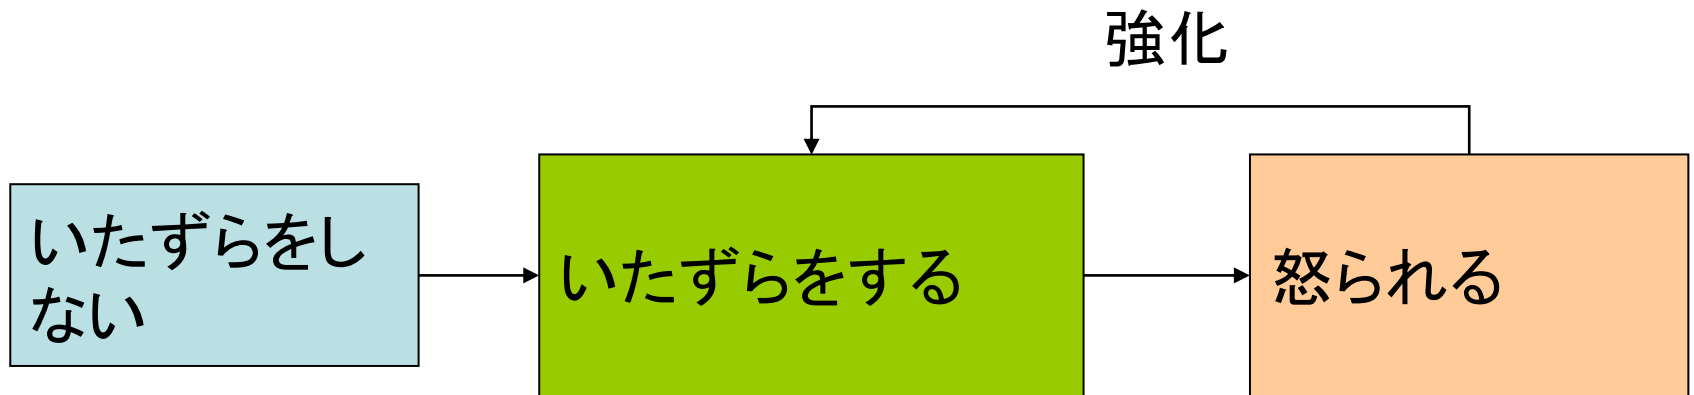 強化
いたずらをし
ない
いたずらをする
怒られる